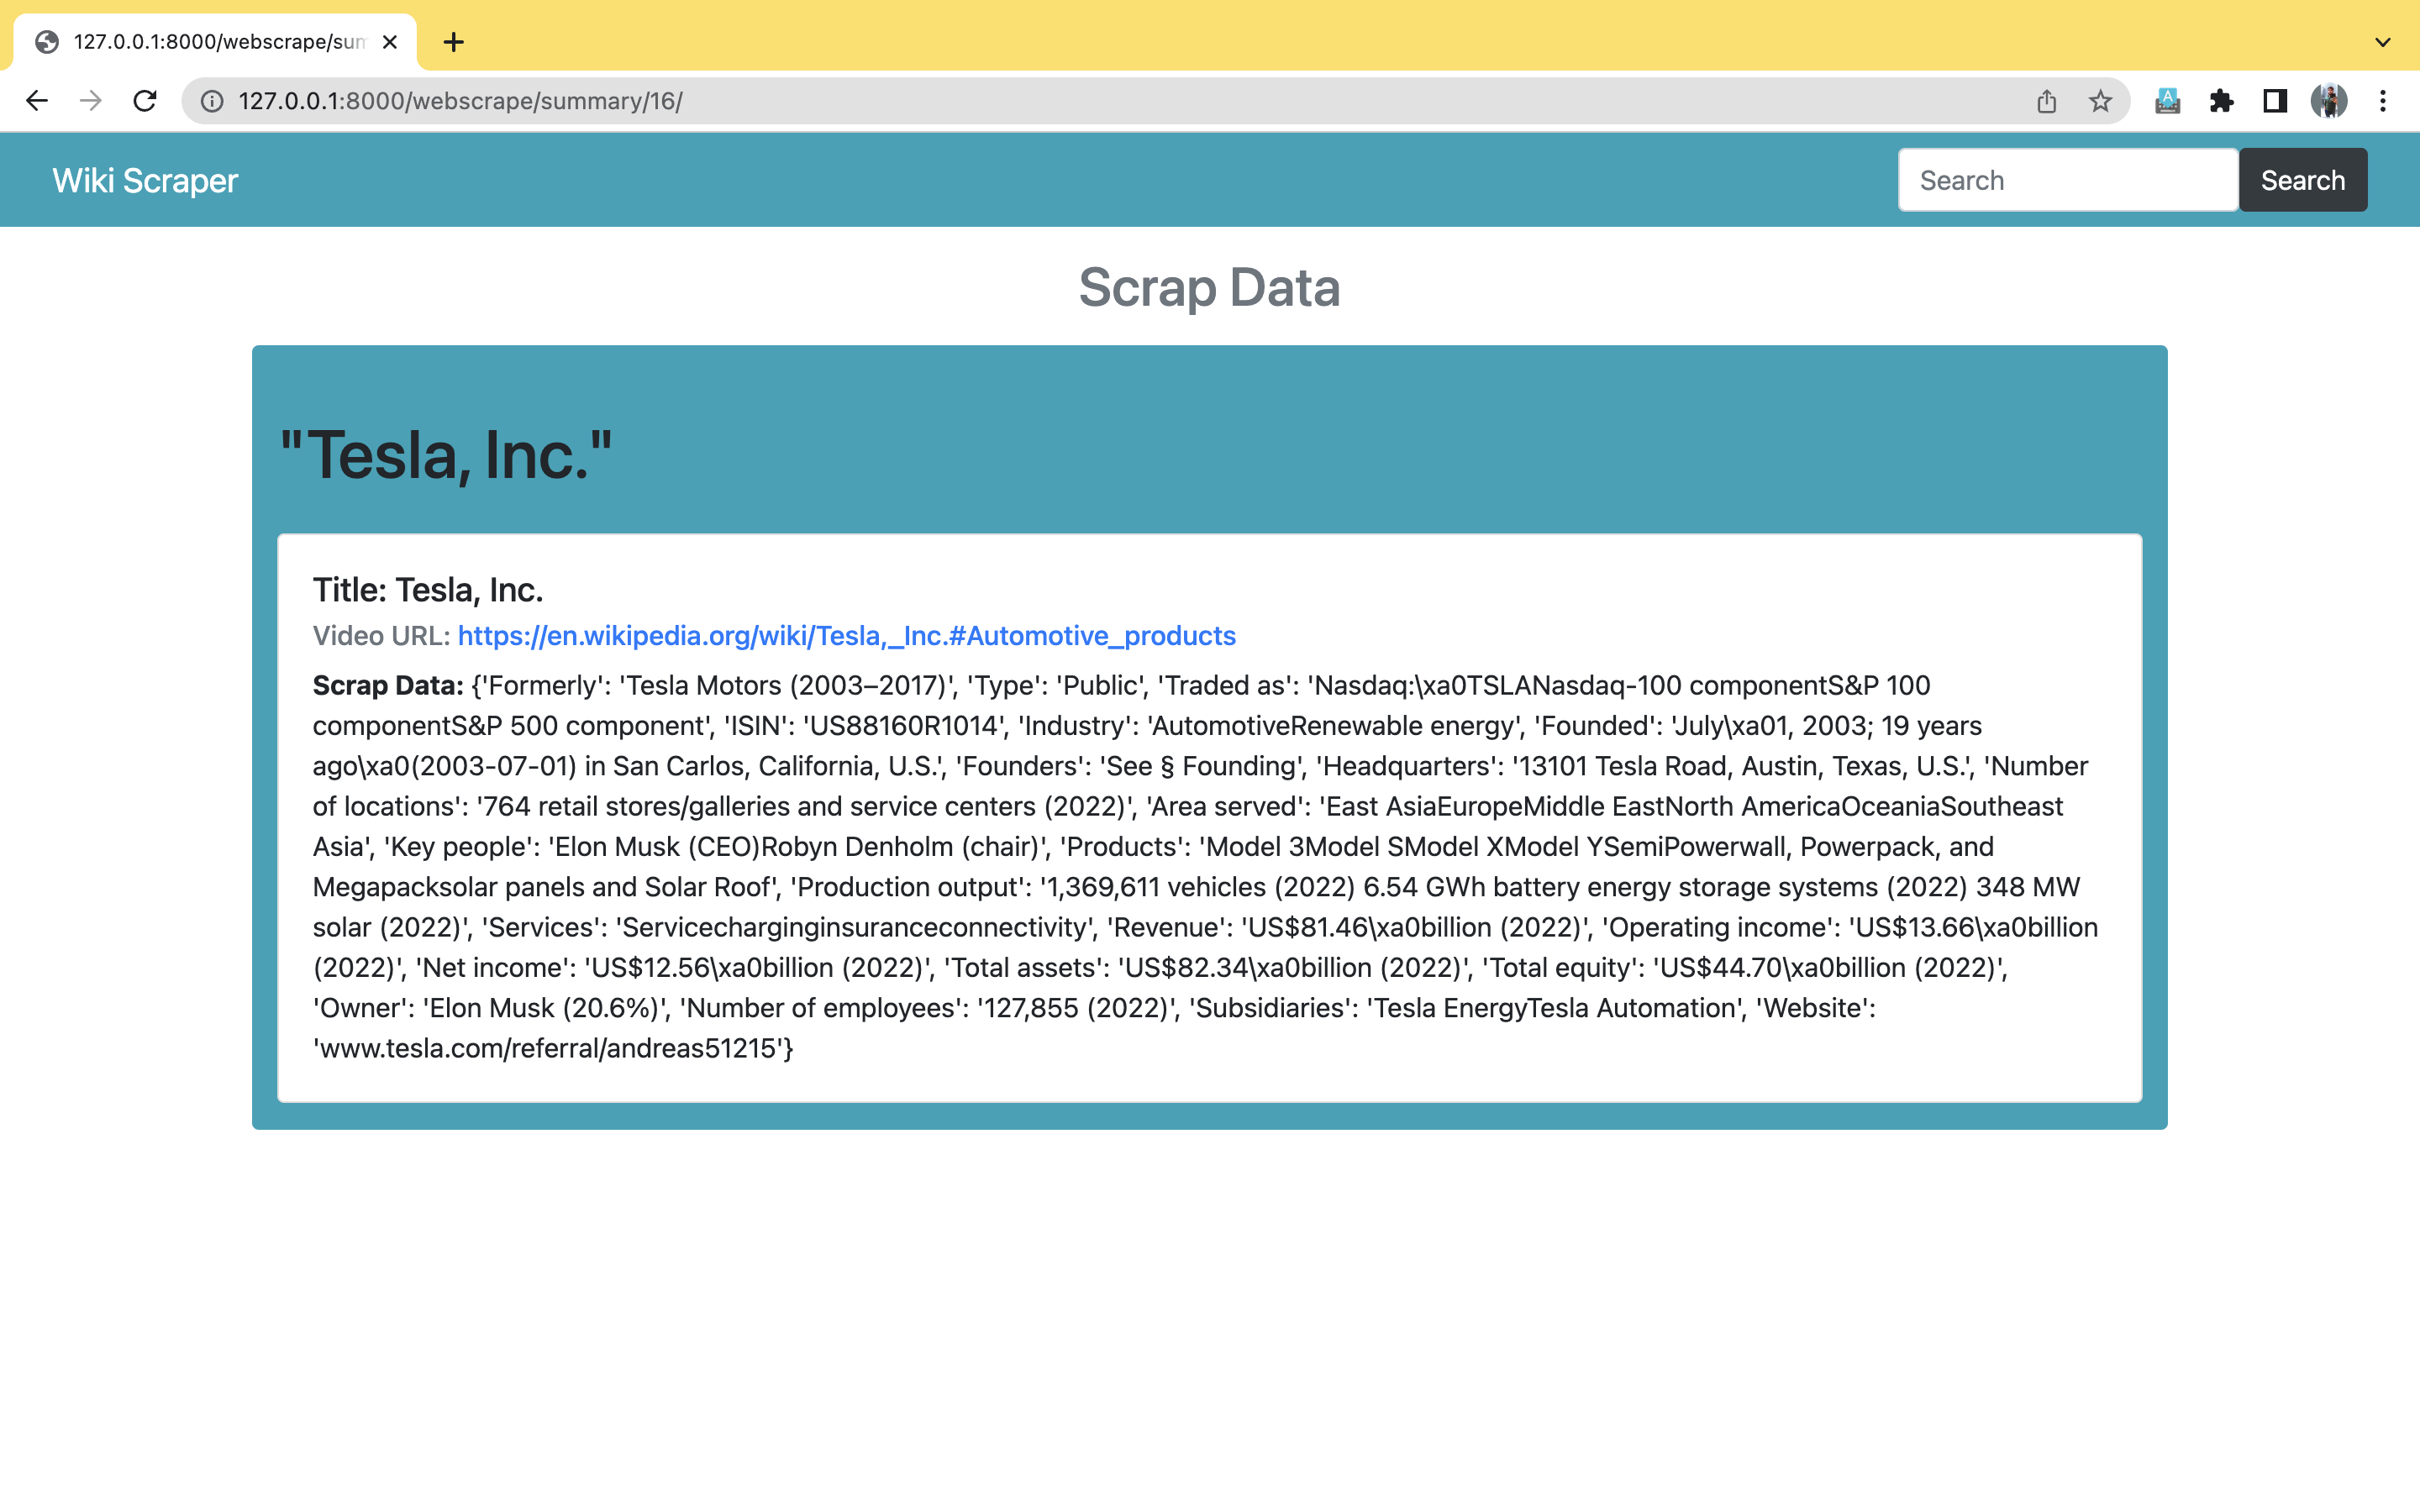 127.0.0.1:8000/webscrape/sum
127.0.0.1:8000/webscrape/summary/16/
Wiki Scraper
Search
Search
Scrap Data
"Tesla, Inc."
Title: Tesla, Inc.
Video URL: https://en.wikipedia.org/wiki/Tesla,_Inc.#Automotive_products
Scrap Data: {'Formerly': 'Tesla Motors (2003–2017)', 'Type': 'Public', 'Traded as': 'Nasdaq:\xa0TSLANasdaq-100 componentS&P 100
componentS&P 500 component', 'ISIN': 'US88160R1014', 'Industry': 'AutomotiveRenewable energy', 'Founded': 'July\xa01, 2003; 19 years
ago\xa0(2003-07-01) in San Carlos, California, U.S.', 'Founders': 'See § Founding', 'Headquarters': '13101 Tesla Road, Austin, Texas, U.S.', 'Number
of locations': '764 retail stores/galleries and service centers (2022)', 'Area served': 'East AsiaEuropeMiddle EastNorth AmericaOceaniaSoutheast
Asia', 'Key people': 'Elon Musk (CEO)Robyn Denholm (chair)', 'Products': 'Model 3Model SModel XModel YSemiPowerwall, Powerpack, and
Megapacksolar panels and Solar Roof', 'Production output': '1,369,611 vehicles (2022) 6.54 GWh battery energy storage systems (2022) 348 MW
solar (2022)', 'Services': 'Servicecharginginsuranceconnectivity', 'Revenue': 'US$81.46\xa0billion (2022)', 'Operating income': 'US$13.66\xa0billion
(2022)', 'Net income': 'US$12.56\xa0billion (2022)', 'Total assets': 'US$82.34\xa0billion (2022)', 'Total equity': 'US$44.70\xa0billion (2022)',
'Owner': 'Elon Musk (20.6%)', 'Number of employees': '127,855 (2022)', 'Subsidiaries': 'Tesla EnergyTesla Automation', 'Website':
'www.tesla.com/referral/andreas51215'}